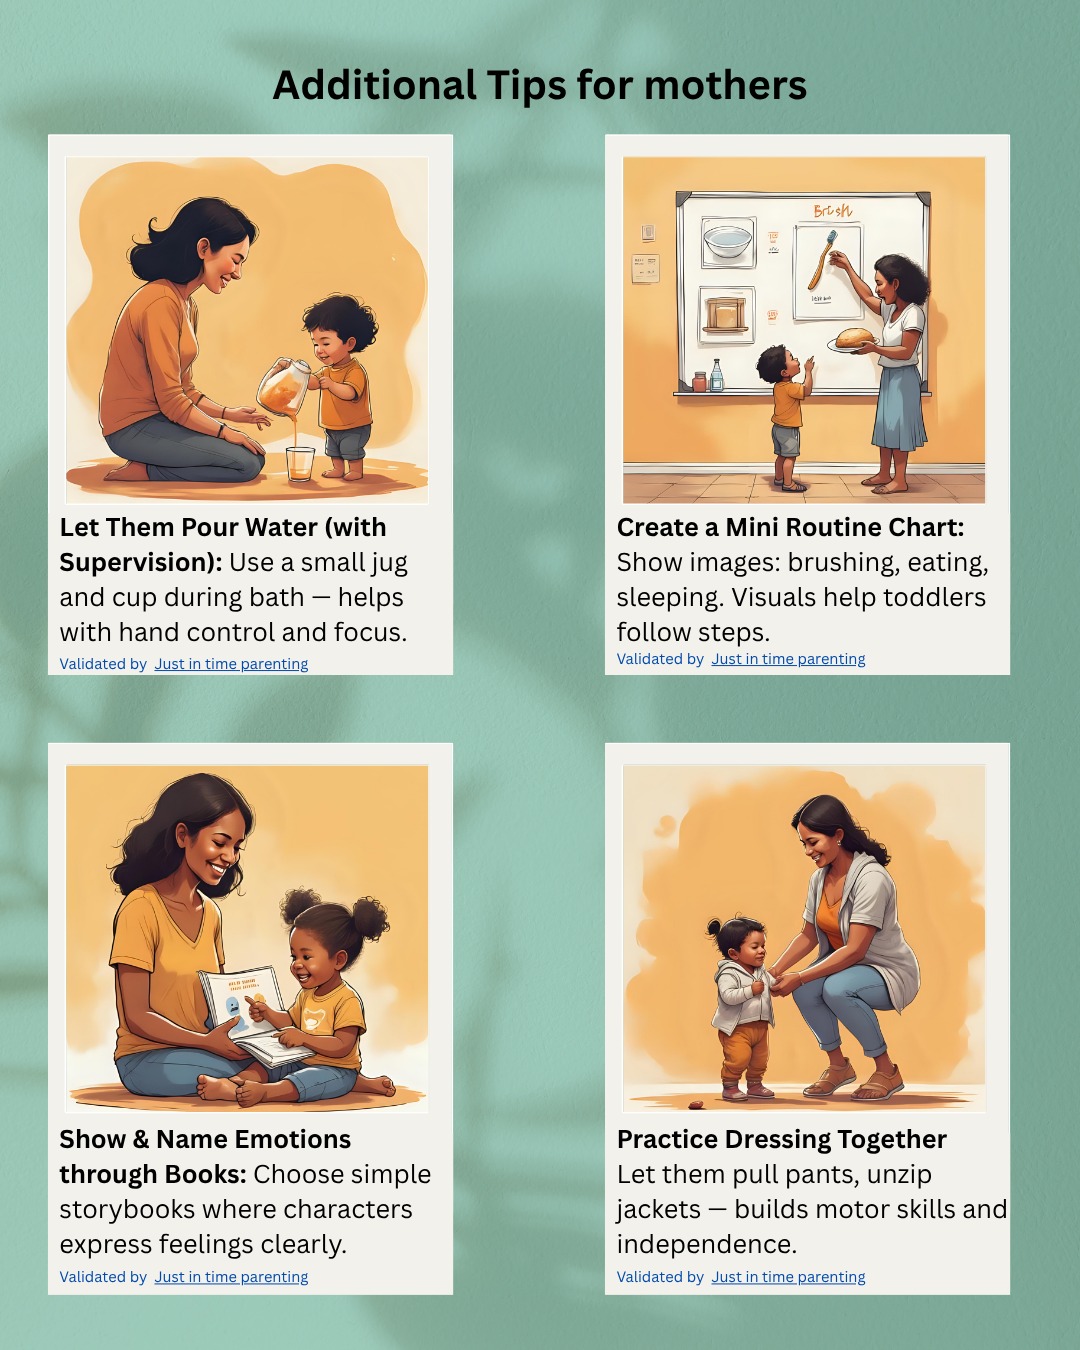 Additional Tips for mothers
Let Them Pour Water (with
Supervision): Use a small jug
and cup during bath — helps
with hand control and focus.
Validated by Just in time parenting
Brush
Create a Mini Routine Chart:
Show images: brushing, eating,
sleeping. Visuals help toddlers
follow steps.
Validated by Just in time parenting
Show & Name Emotions
through Books: Choose simple
storybooks where characters
express feelings clearly.
Validated by Just in time parenting
Practice Dressing Together
Let them pull pants, unzip
jackets — builds motor skills and
independence.
Validated by Just in time parenting